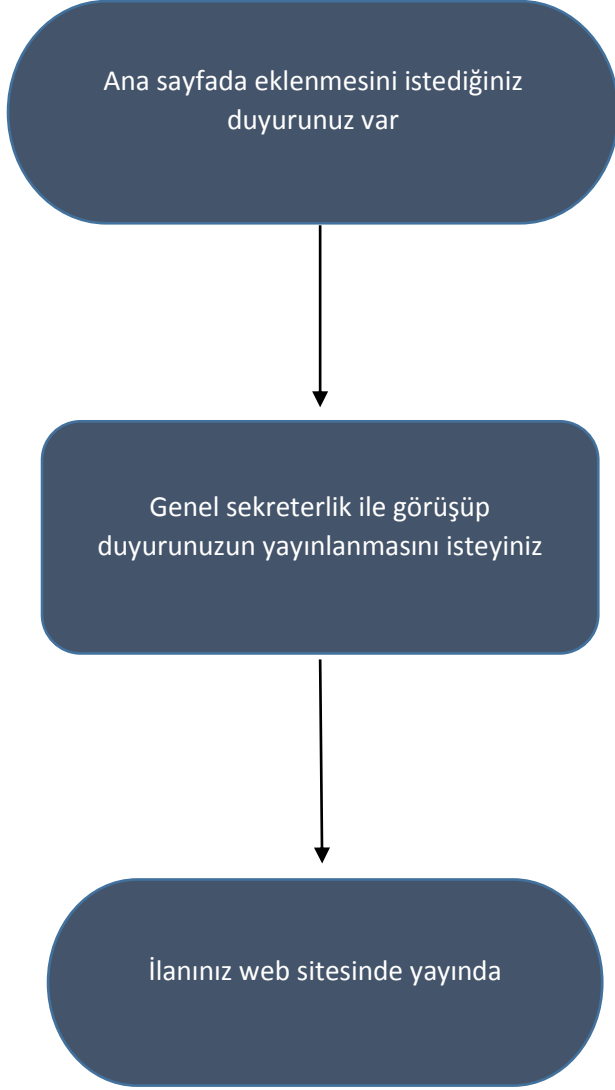 Ana sayfada eklenmesini istediğiniz
duyurunuz var
Genel sekreterlik ile görüşüp
duyurunuzun yayınlanmasını isteyiniz
İlanınız web sitesinde yayında